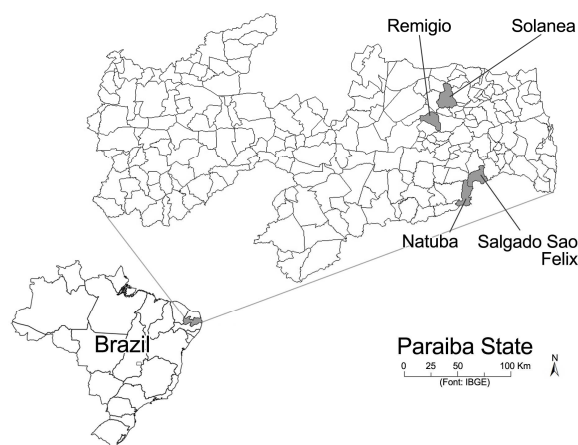 Remigio
Solanea
Natuba
Salgado Sao
Felix
Brazil
Paraiba State
N
0 25 50 100 Km
(Font: IBGE)